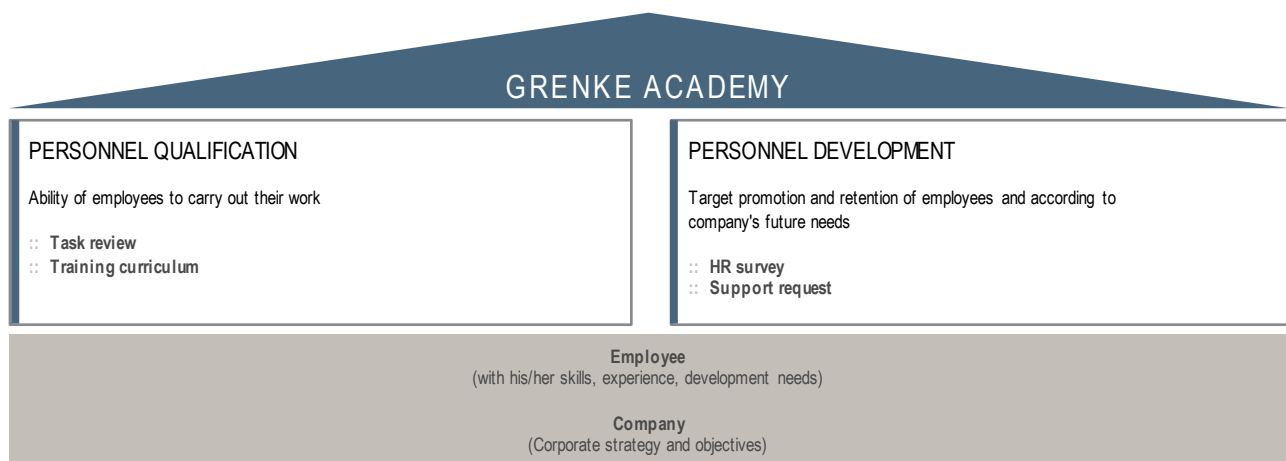 GRENKE ACADEMY
PERSONNEL QUALIFICATION
Ability of employees to carry out their work
:: Task review
:: Training curriculum
PERSONNEL DEVELOPMENT
Target promotion and retention of employees and according to
company's future needs
:: HR survey
:: Support request
Employee
(with his/her skills, experience, development needs)
Company
(Corporate strategy and objectives)